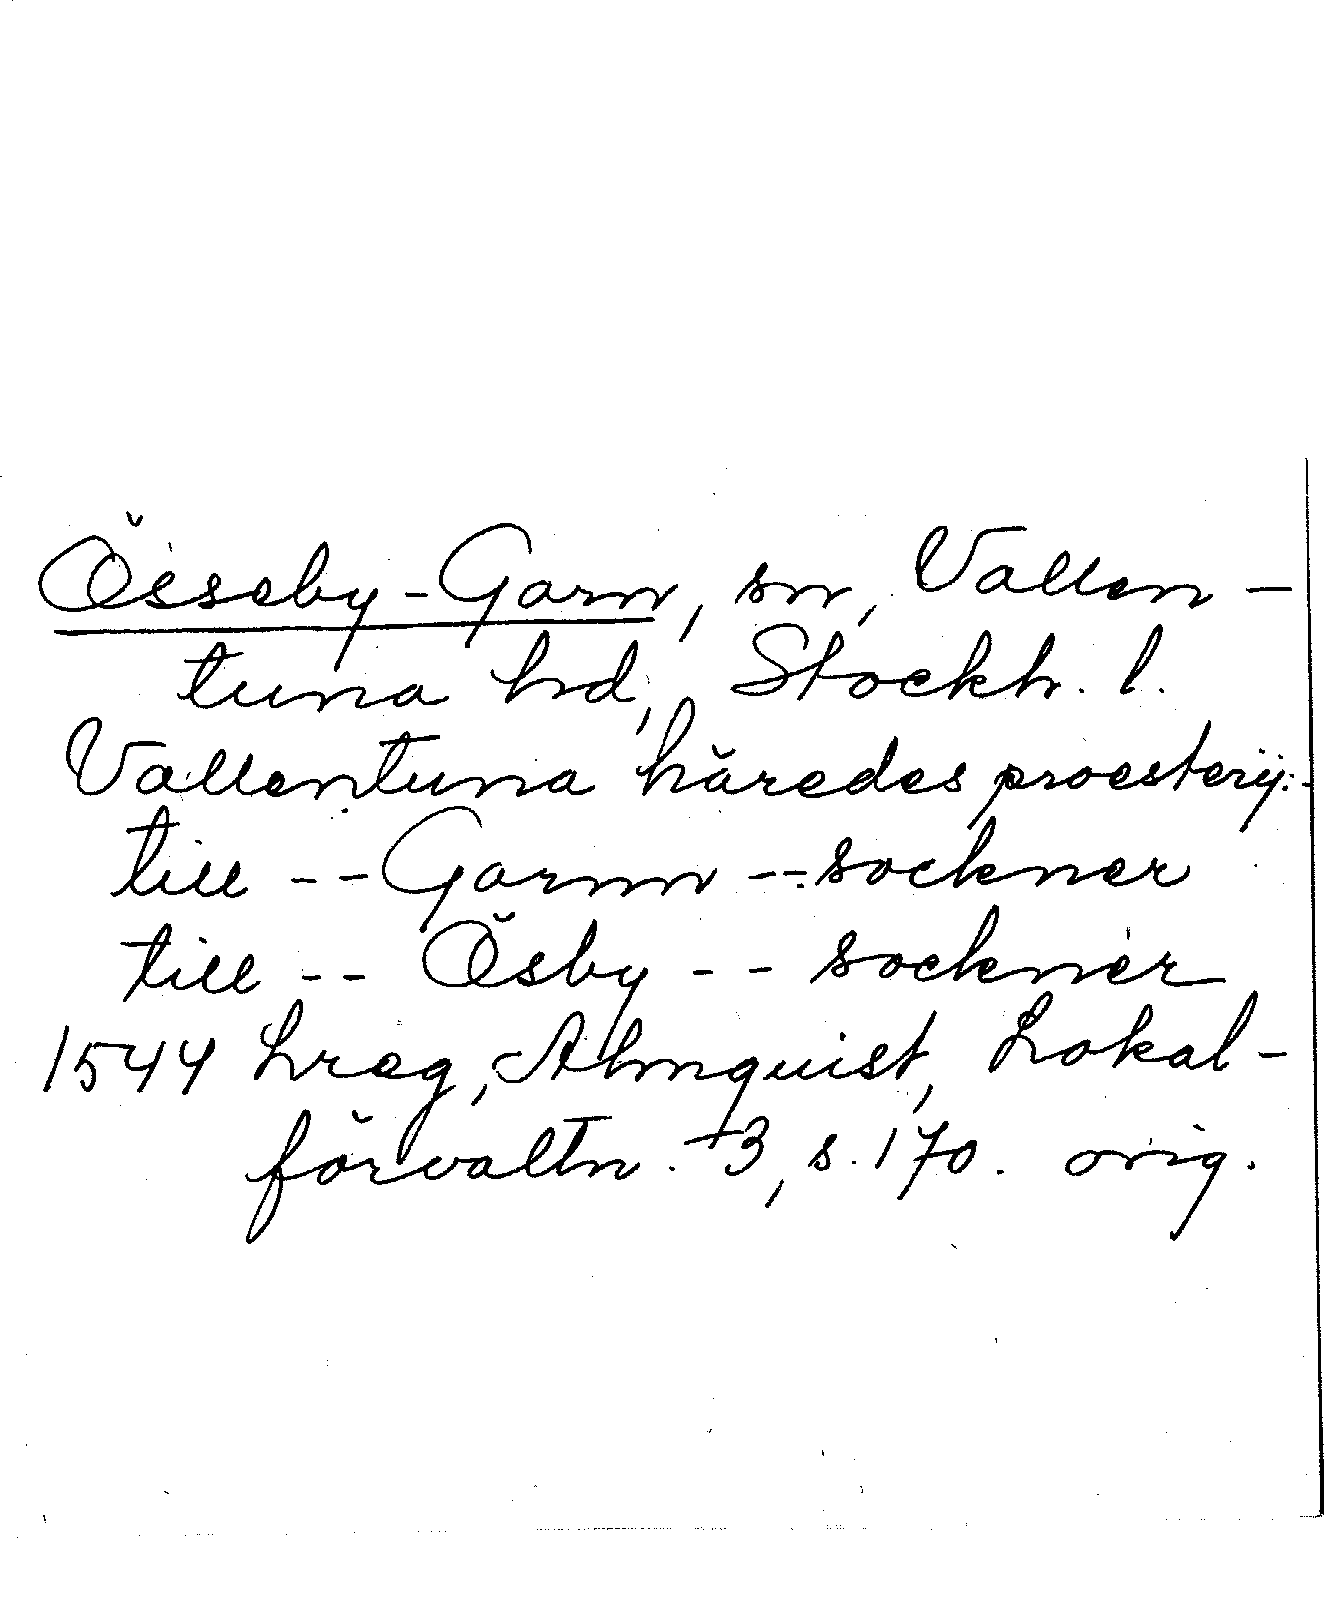 Össeby-Garn, sn, Vallen-
tuna hd, Stockh. l.
Vallentuna häredes proesterij:
till -- Garnn -- sockner
till -- Ösby -- sockner
1544 Lreg, Almquist, Lokal-
förvaltn. 3, s. 170. orig.